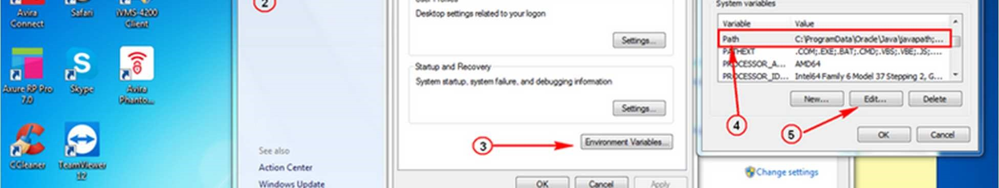 Avira
Connect
Safari
iVMS-4200
Client
Axure RP Pro
7.0
Skype
Avira
Phanto...
CCleaner
TeamViewer
12
2
See also
Action Center
Windows Update
User Profiles
Desktop settings related to your logon
Settings...
Startup and Recovery
System startup, system failure, and debugging information
Settings...
3
Environment Variables...
OK Cancel Apply
System variables
Variable Value
Path C:\ProgramData\Oracle\Java\javapath;...
PATHEXT .COM;.EXE;.BAT;.CMD;.VBS;.VBE;.JS;....
PROCESSOR_A... AMD64
PROCESSOR_ID... Intel64 Family 6 Model 37 Stepping 2, G...
New... Edit... Delete
4
5
OK Cancel
Change settings